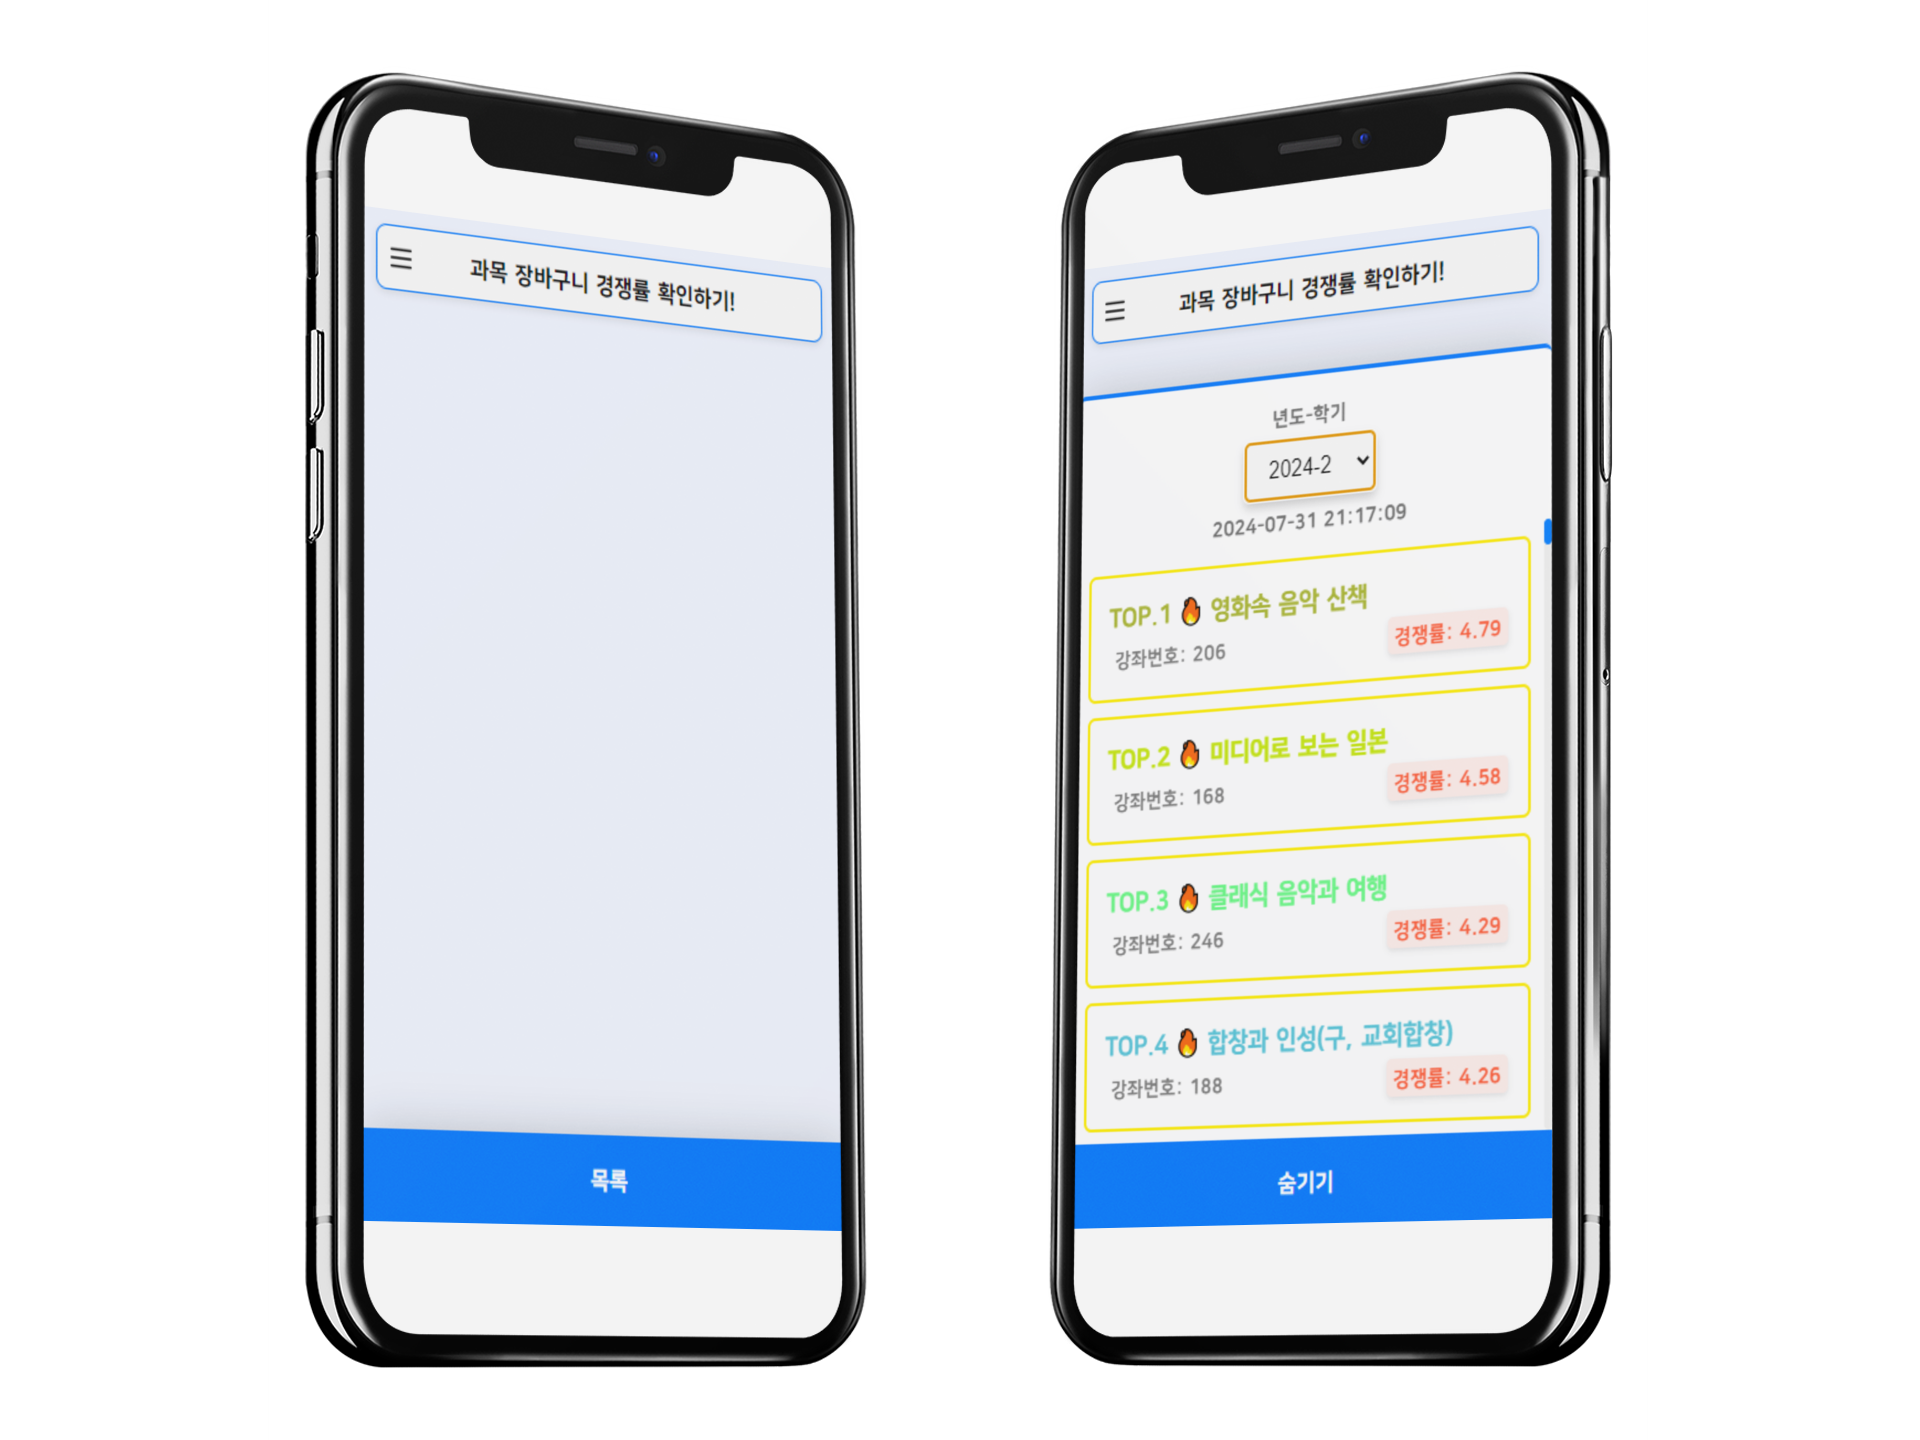 과목 장바구니 경쟁률 확인하기!
목록
과목 장바구니 경쟁률 확인하기!
년도-학기
2024-2
2024-07-31 21:17:09
TOP.1 🔥 영화속 음악 산책
강좌번호: 206
경쟁률: 4.79
TOP.2 🔥 미디어로 보는 일본
강좌번호: 168
경쟁률: 4.58
TOP.3 🔥 클래식 음악과 여행
강좌번호: 246
경쟁률: 4.29
TOP.4 🔥 합창과 인성(구, 교회합창)
강좌번호: 188
경쟁률: 4.26
숨기기